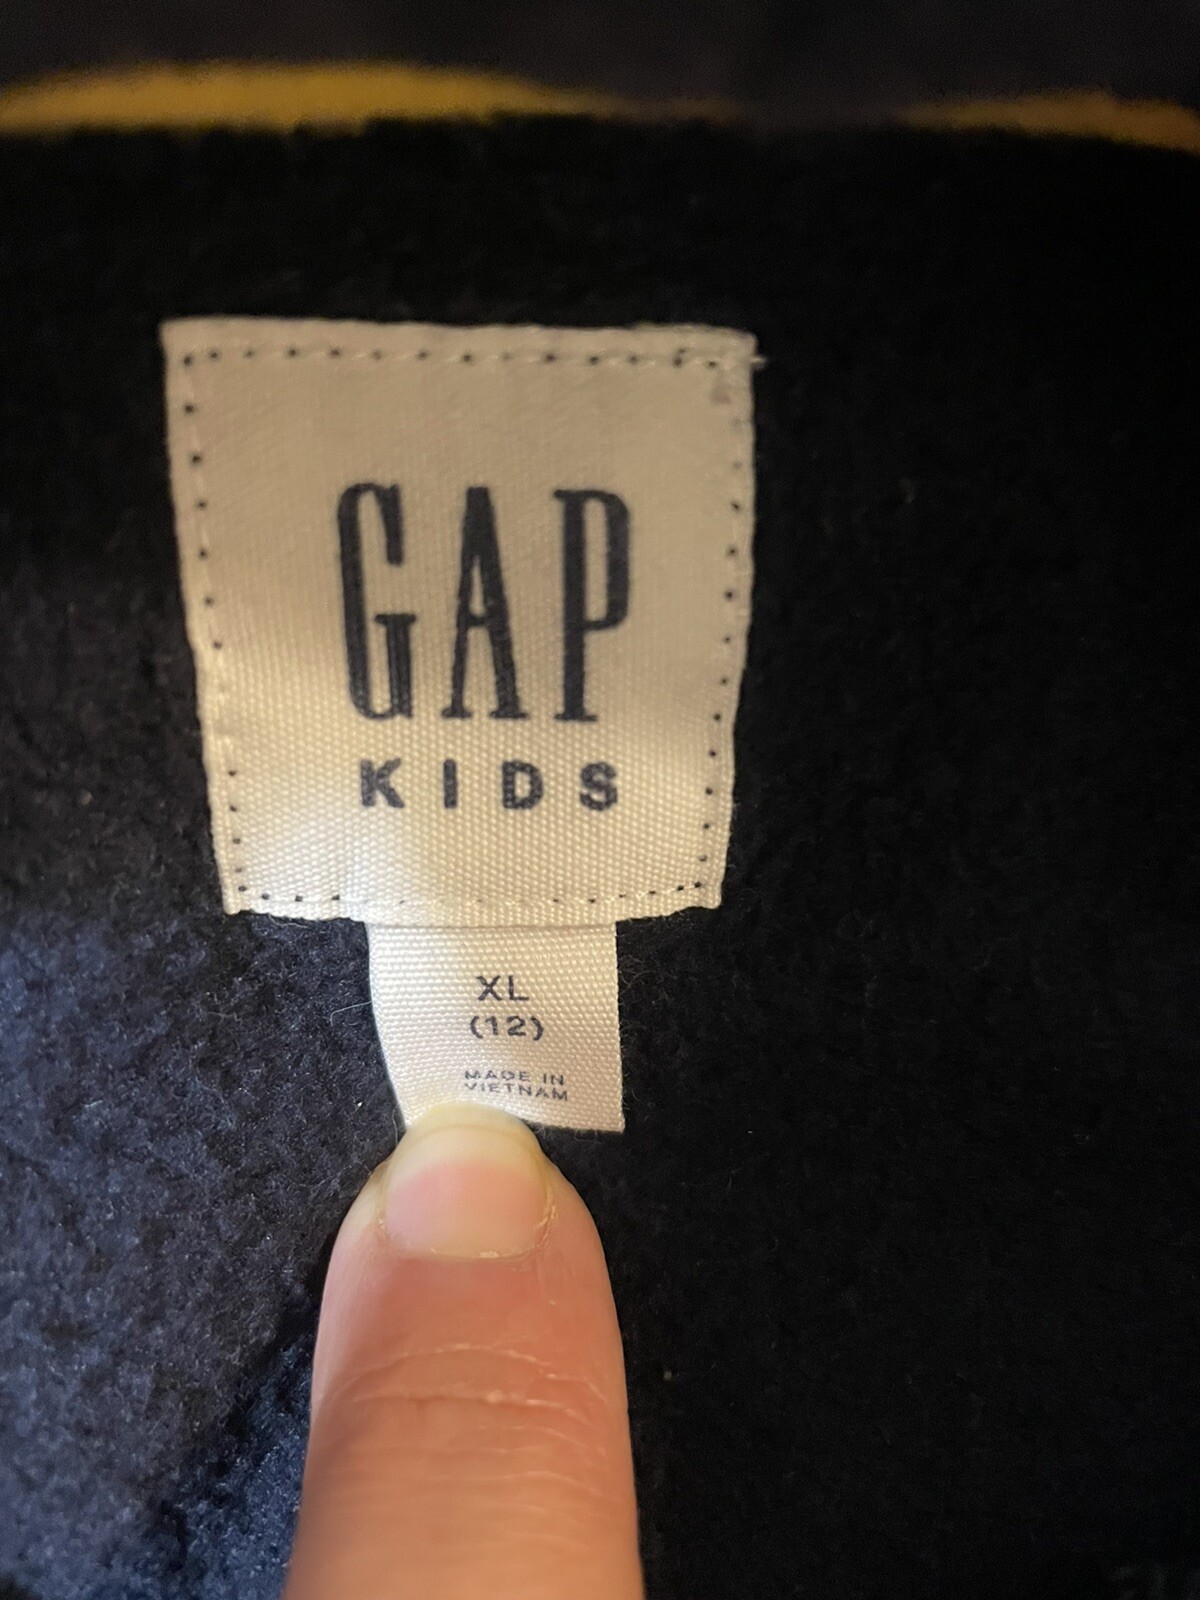 GAP
KIDS
XL
(12)
MADE IN
VIETNAM